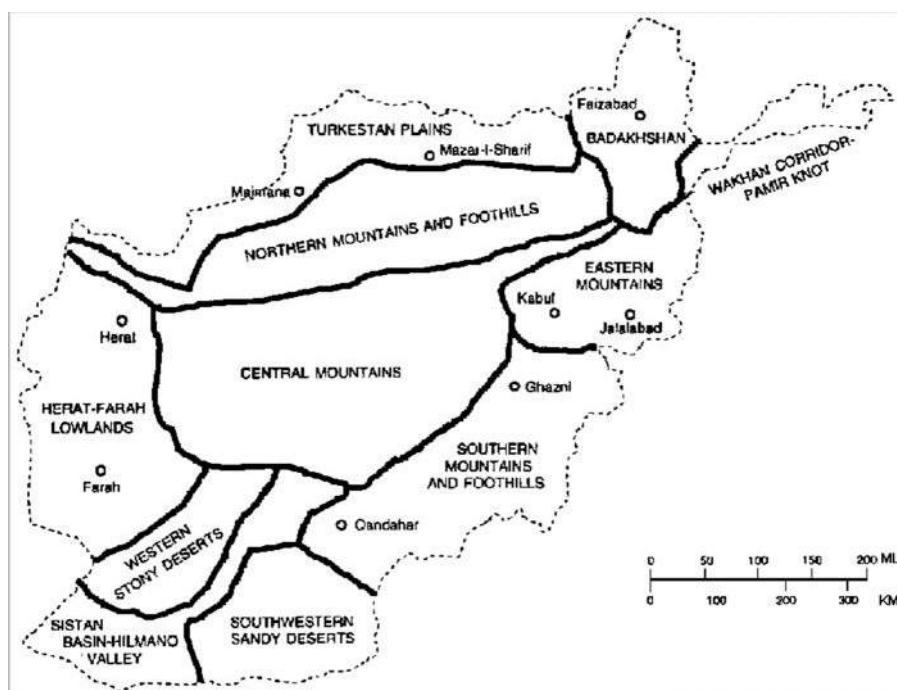 Faizabad
BADAKHSHAN
TURKESTAN PLAINS
Mazar-I-Sharif
WAKHAN CORRIDOR-
PAMIR KNOT
Maimana
NORTHERN MOUNTAINS AND FOOTHILLS
EASTERN
MOUNTAINS
Kabul
Jalalabad
Herat
CENTRAL MOUNTAINS
Ghazni
HERAT-FARAH
LOWLANDS
Farah
SOUTHERN
MOUNTAINS
AND FOOTHILLS
Qandahar
WESTERN
STONY DESERTS
SISTAN
BASIN-HILMAND
VALLEY
SOUTHWESTERN
SANDY DESERTS
0 50 100 150 200 MI.
0 100 200 300 KM